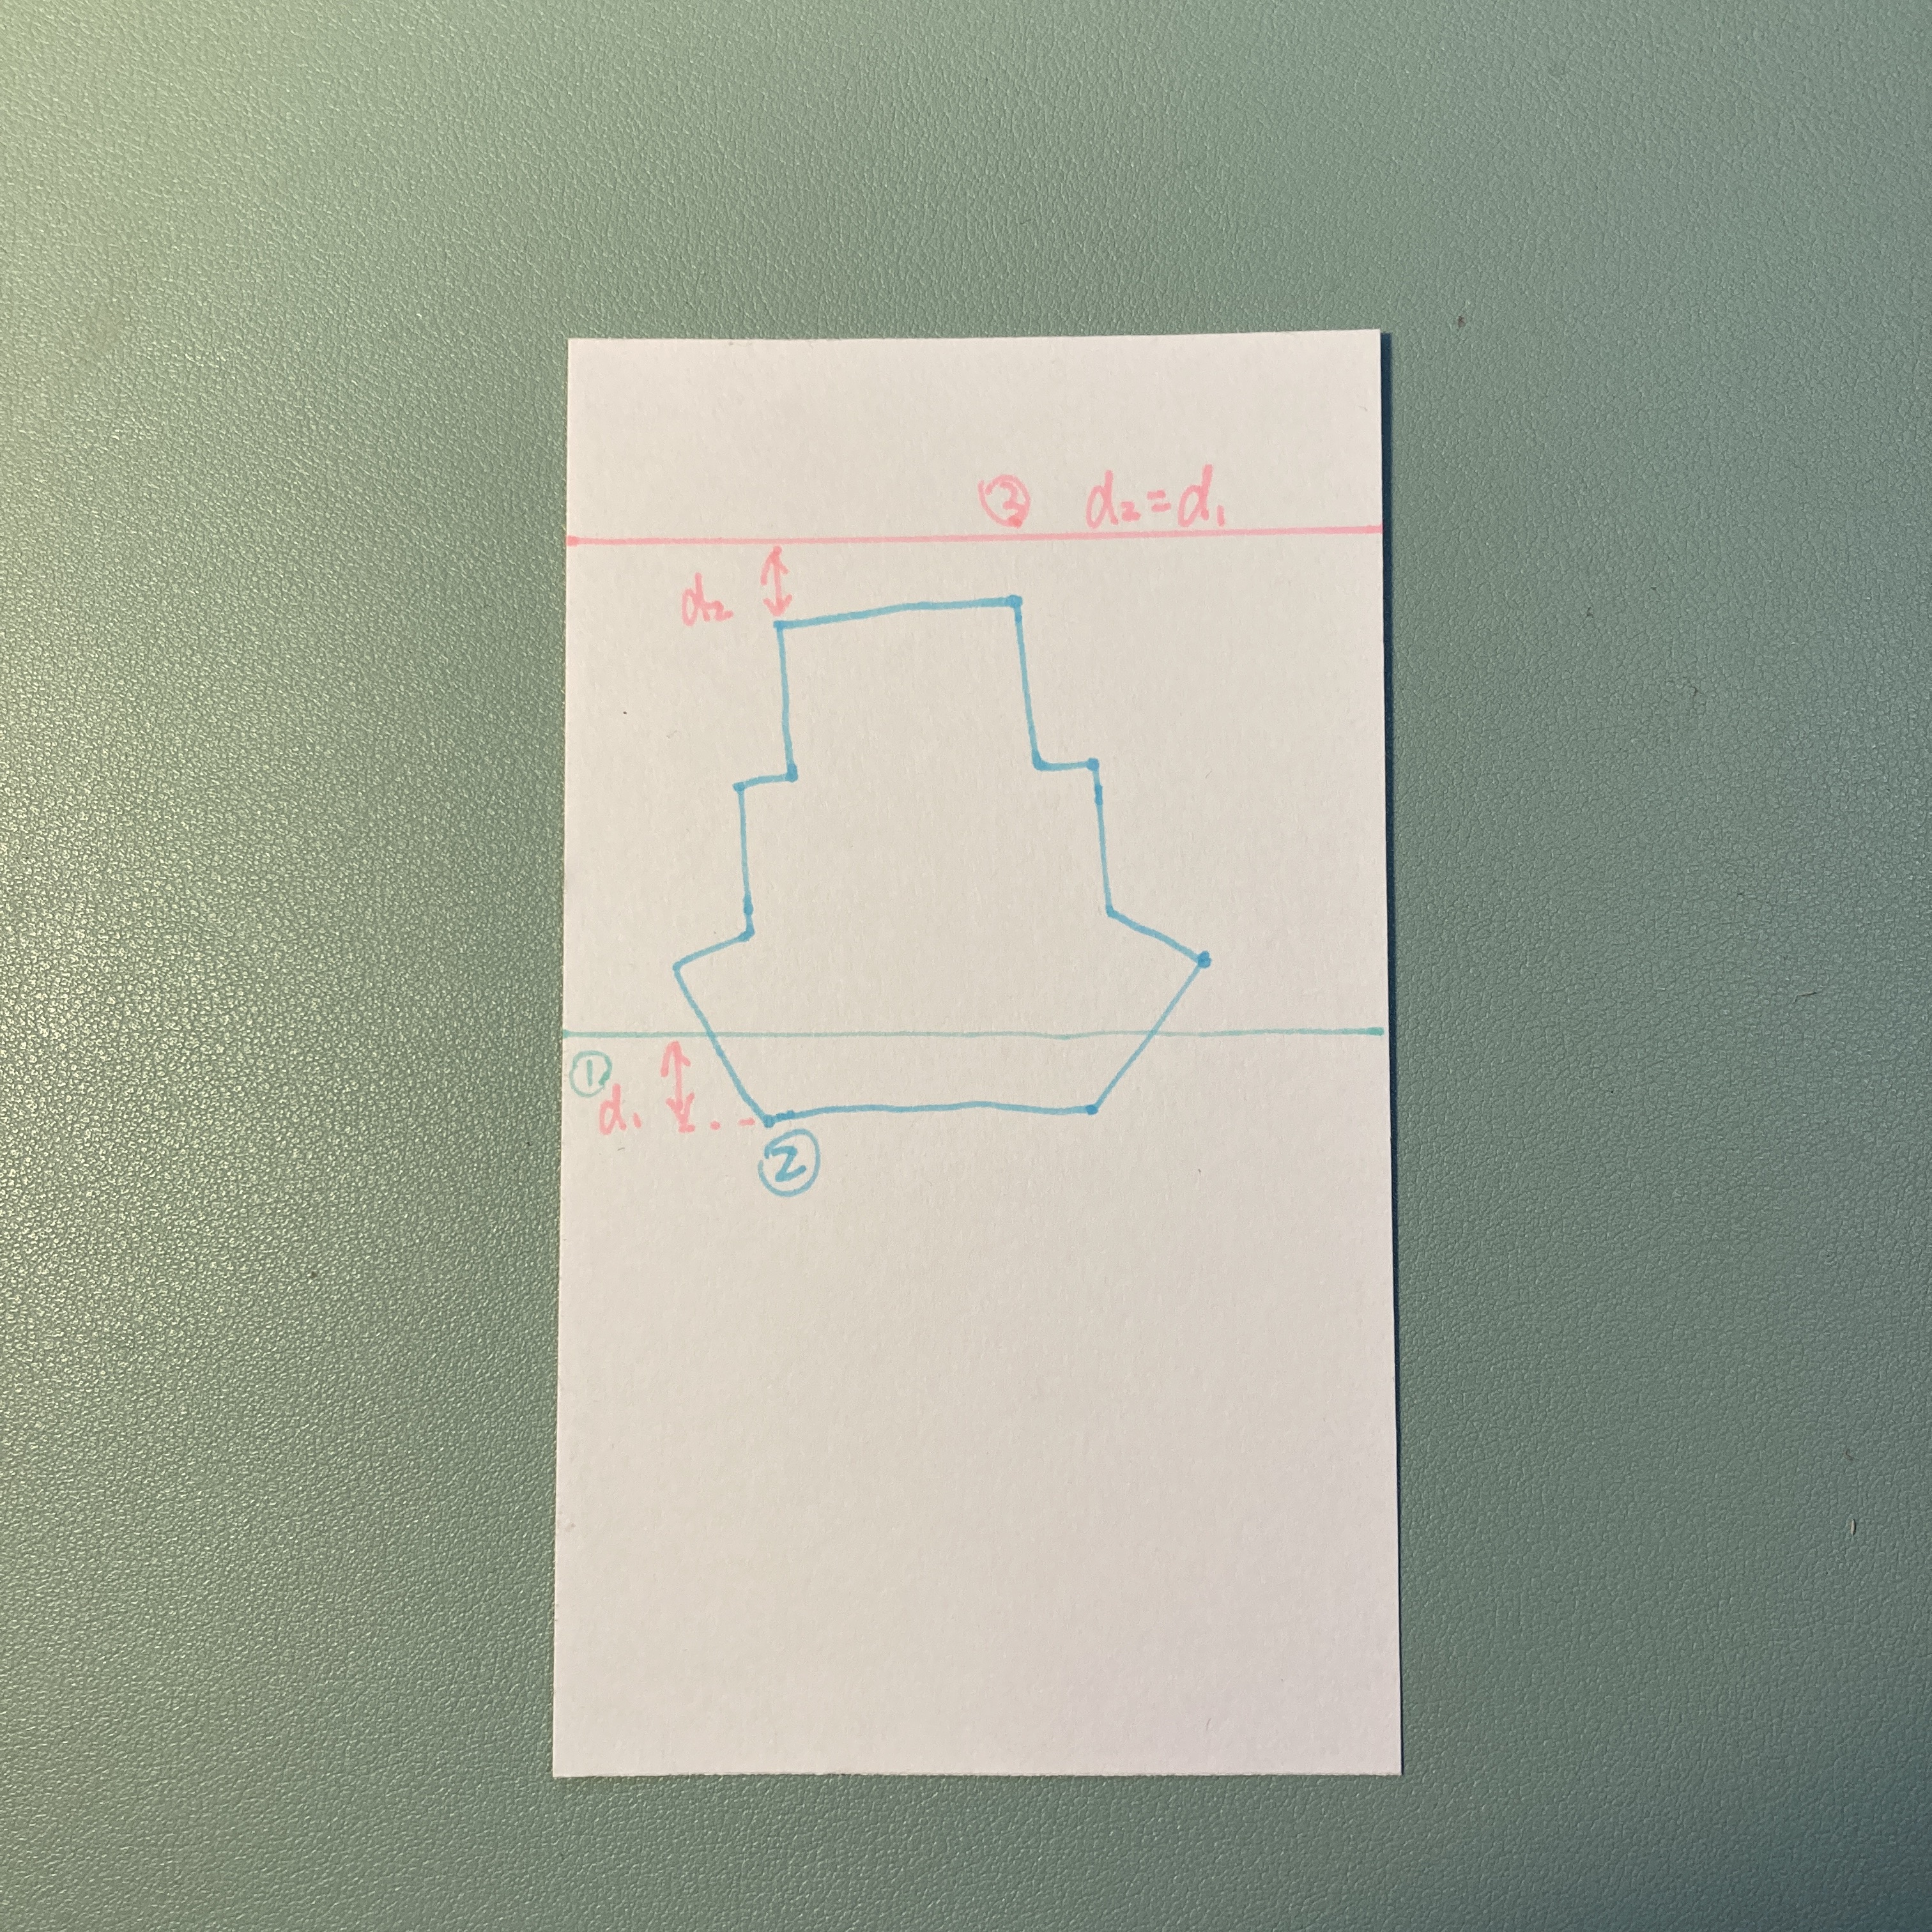 ③ d₂=d₁
d₂
①
d₁
②